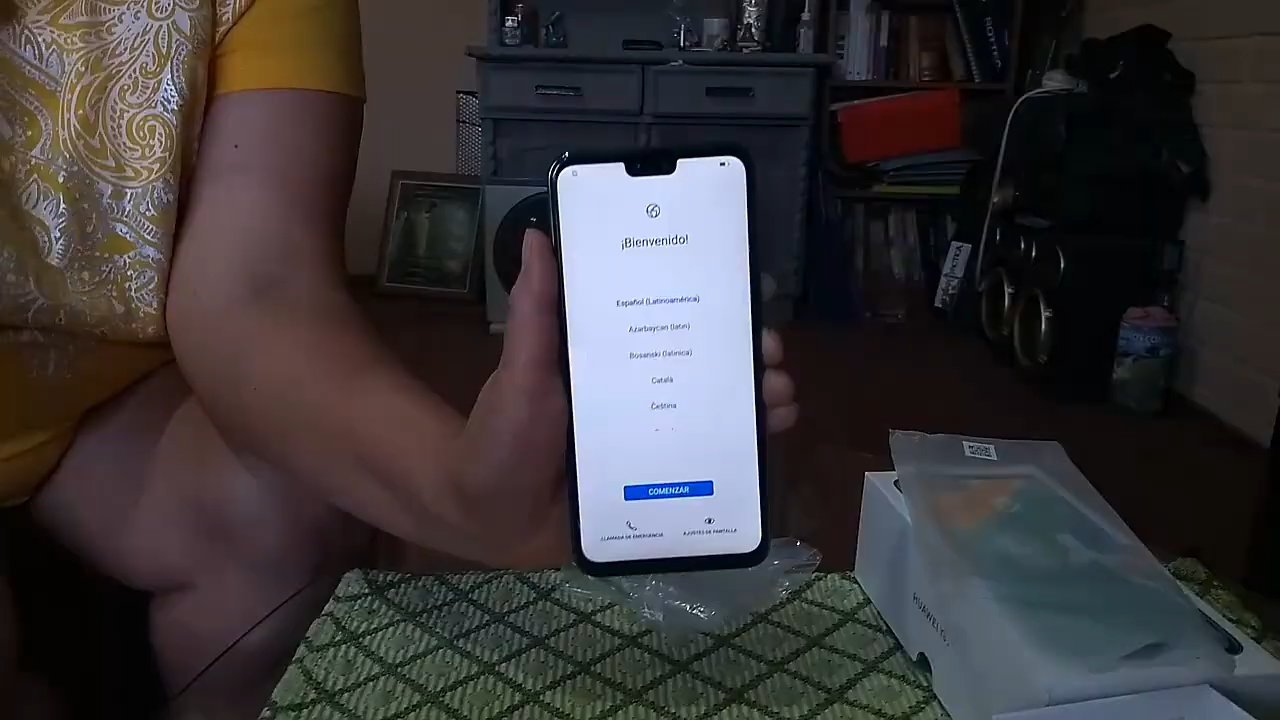 ¡Bienvenido!
Español (Latinoamérica)
Azərbaycan (latın)
Bosanski (latinica)
Català
Čeština
COMENZAR
LLAMADA DE EMERGENCIA
AJUSTES DE PANTALLA
HUAWEI